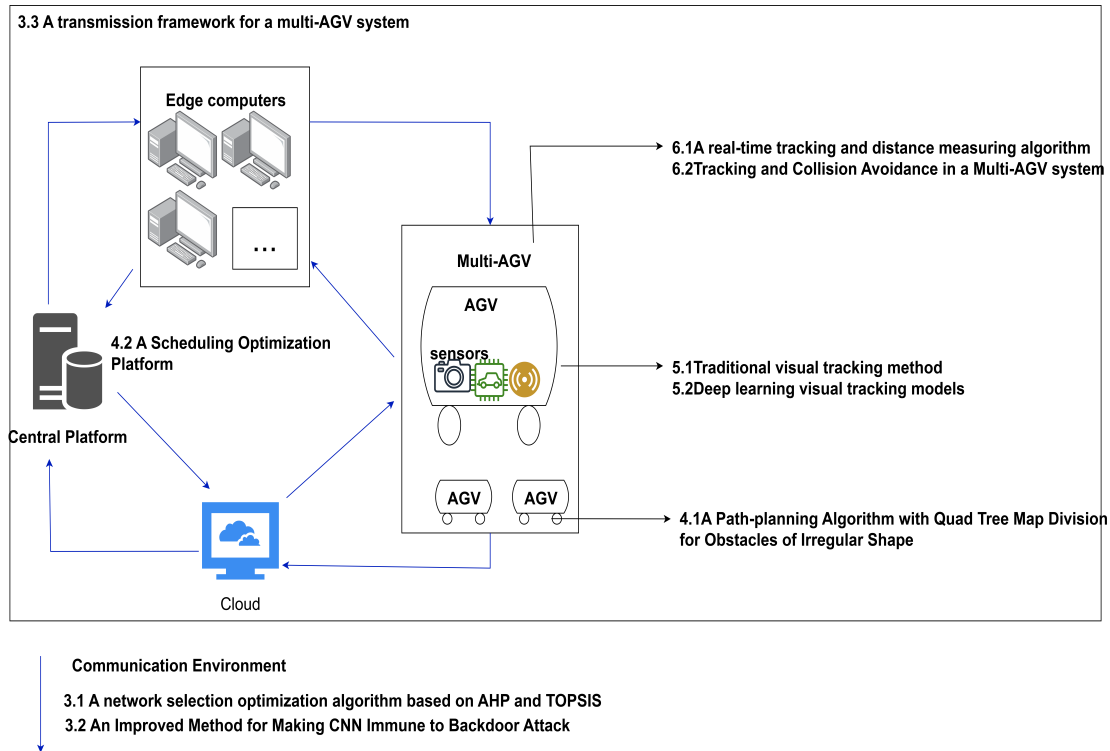 3.3 A transmission framework for a multi-AGV system
Edge computers
...
6.1A real-time tracking and distance measuring algorithm
6.2Tracking and Collision Avoidance in a Multi-AGV system
Multi-AGV
AGV
sensors
4.2 A Scheduling Optimization
Platform
5.1Traditional visual tracking method
5.2Deep learning visual tracking models
Central Platform
AGV
AGV
4.1A Path-planning Algorithm with Quad Tree Map Division
for Obstacles of Irregular Shape
Cloud
Communication Environment
3.1 A network selection optimization algorithm based on AHP and TOPSIS
3.2 An Improved Method for Making CNN Immune to Backdoor Attack